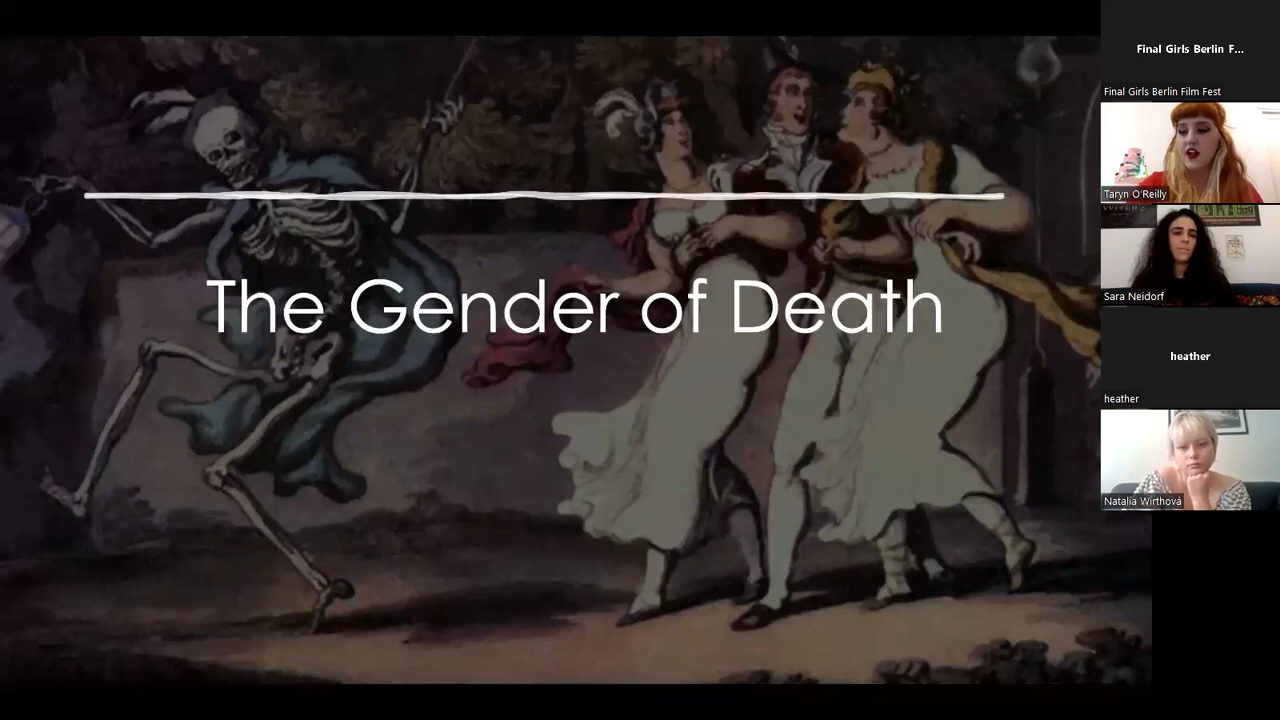 The Gender of Death
Final Girls Berlin F...
Final Girls Berlin Film Fest
Taryn O'Reilly
Sara Neidorf
heather
heather
Natalia Wirthová